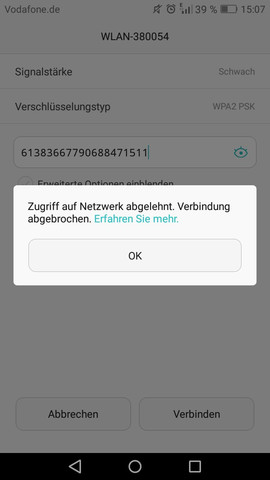 Vodafone.de 39 % 15:07
WLAN-380054
Signalstärke Schwach
Verschlüsselungstyp WPA2 PSK
61383667790688471511
Erweiterte Optionen einblenden
Zugriff auf Netzwerk abgelehnt. Verbindung
abgebrochen. Erfahren Sie mehr.
OK
Abbrechen Verbinden